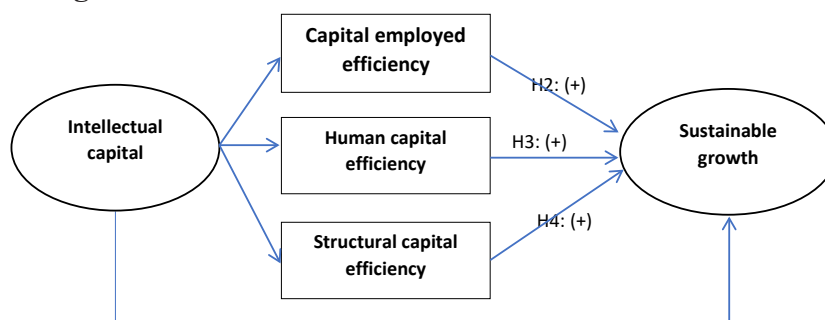 Capital employed
efficiency
H2: (+)
Intellectual
capital
Human capital
efficiency
H3: (+)
Sustainable
growth
Structural capital
efficiency
H4: (+)